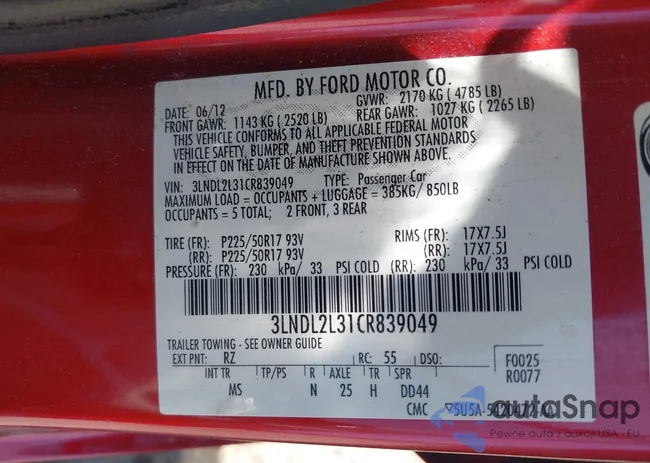 MFD. BY FORD MOTOR CO.
DATE: 06/12 GVWR: 2170 KG ( 4785 LB)
FRONT GAWR: 1143 KG ( 2520 LB) REAR GAWR: 1027 KG ( 2265 LB)
THIS VEHICLE CONFORMS TO ALL APPLICABLE FEDERAL MOTOR
VEHICLE SAFETY, BUMPER, AND THEFT PREVENTION STANDARDS
IN EFFECT ON THE DATE OF MANUFACTURE SHOWN ABOVE.
VIN: 3LNDL2L31CR839049 TYPE: Passenger Car
MAXIMUM LOAD = OCCUPANTS + LUGGAGE = 385KG/ 850LB
OCCUPANTS = 5 TOTAL; 2 FRONT, 3 REAR
TIRE (FR): P225/50R17 93V RIMS (FR): 17X7.5J
(RR): P225/50R17 93V (RR): 17X7.5J
PRESSURE (FR): 230 kPa/ 33 PSI COLD (RR): 230 kPa/ 33 PSI COLD
3LNDL2L31CR839049
TRAILER TOWING - SEE OWNER GUIDE
EXT PNT: RZ RC: 55 DSO: F0025
R0077
INT TR TP/PS R AXLE TR SPR
MS N 25 H DD44
CMC
autoSnap
Pewne auta z aukcji USA - EU